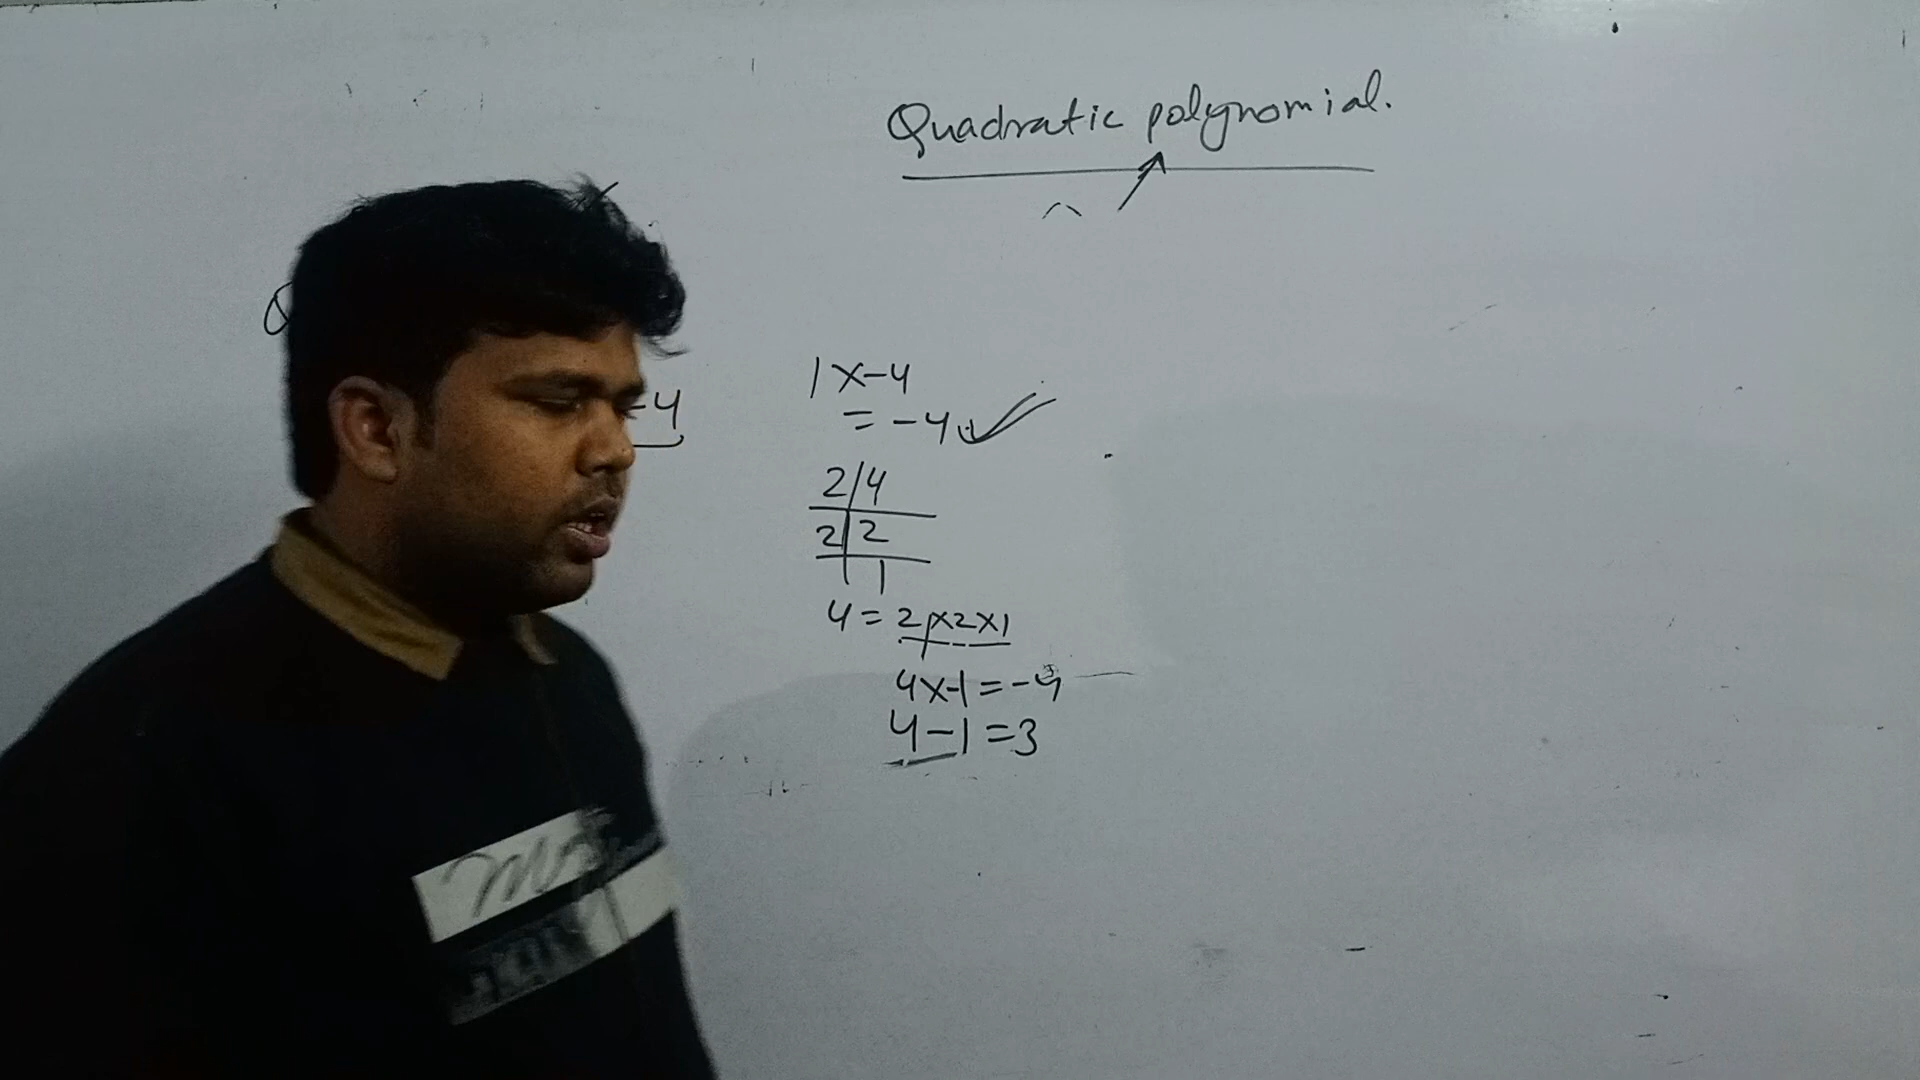 Quadratic polynomial.
-4
1×-4
= -4
2 4
2 2
1
4 = 2×2×1
4×-1 = -4
4-1 = 3